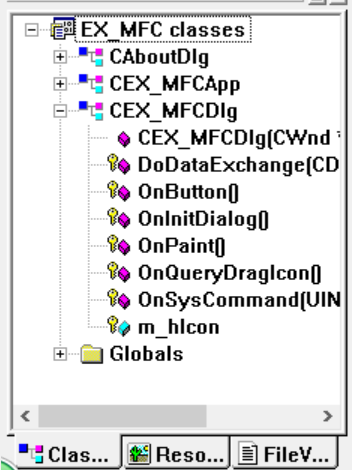 EX_MFC classes
CAboutDlg
CEX_MFCApp
CEX_MFCDlg
CEX_MFCDlg(CWnd *
DoDataExchange(CD
OnButton()
OnInitDialog()
OnPaint()
OnQueryDragIcon()
OnSysCommand(UIN
m_hIcon
Globals
Clas... Reso... FileV...